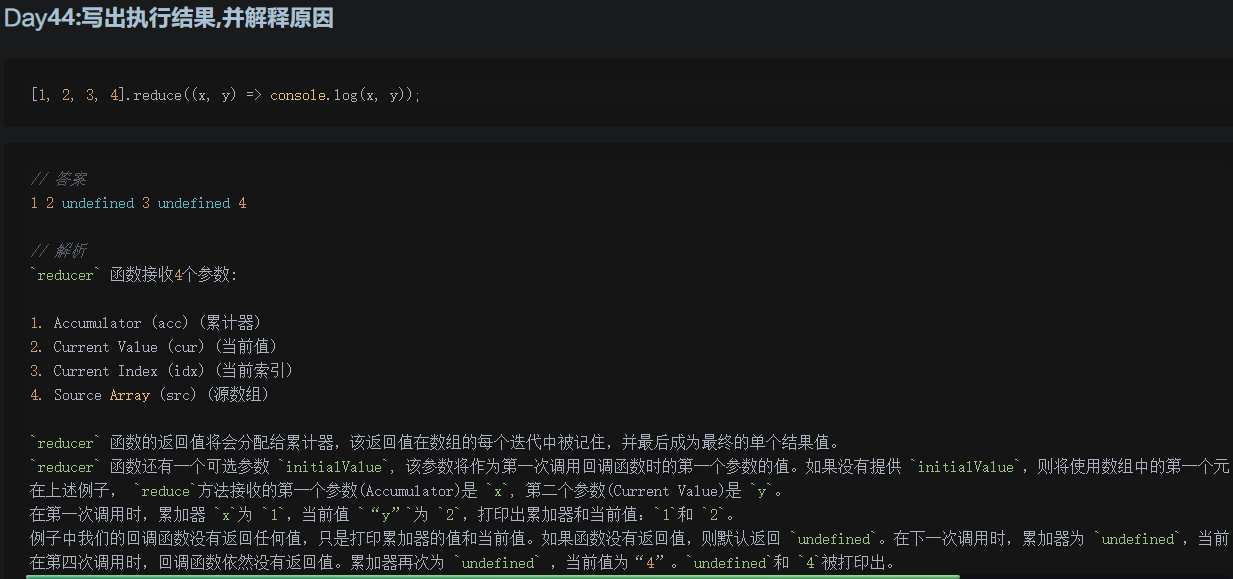 Day44:写出执行结果,并解释原因
[1, 2, 3, 4].reduce((x, y) => console.log(x, y));
// 答案
1 2 undefined 3 undefined 4
// 解析
`reducer` 函数接收4个参数:
1. Accumulator (acc) (累计器)
2. Current Value (cur) (当前值)
3. Current Index (idx) (当前索引)
4. Source Array (src) (源数组)
`reducer` 函数的返回值将会分配给累计器，该返回值在数组的每个迭代中被记住，并最后成为最终的单个结果值。
`reducer` 函数还有一个可选参数 `initialValue`, 该参数将作为第一次调用回调函数时的第一个参数的值。如果没有提供 `initialValue`，则将使用数组中的第一个元
在上述例子， `reduce`方法接收的第一个参数(Accumulator)是 `x`, 第二个参数(Current Value)是 `y`。
在第一次调用时，累加器 `x`为 `1`，当前值 `“y”`为 `2`，打印出累加器和当前值：`1`和 `2`。
例子中我们的回调函数没有返回任何值，只是打印累加器的值和当前值。如果函数没有返回值，则默认返回 `undefined`。在下一次调用时，累加器为 `undefined`，当前
在第四次调用时，回调函数依然没有返回值。累加器再次为 `undefined` ，当前值为“4”。`undefined`和 `4`被打印出。